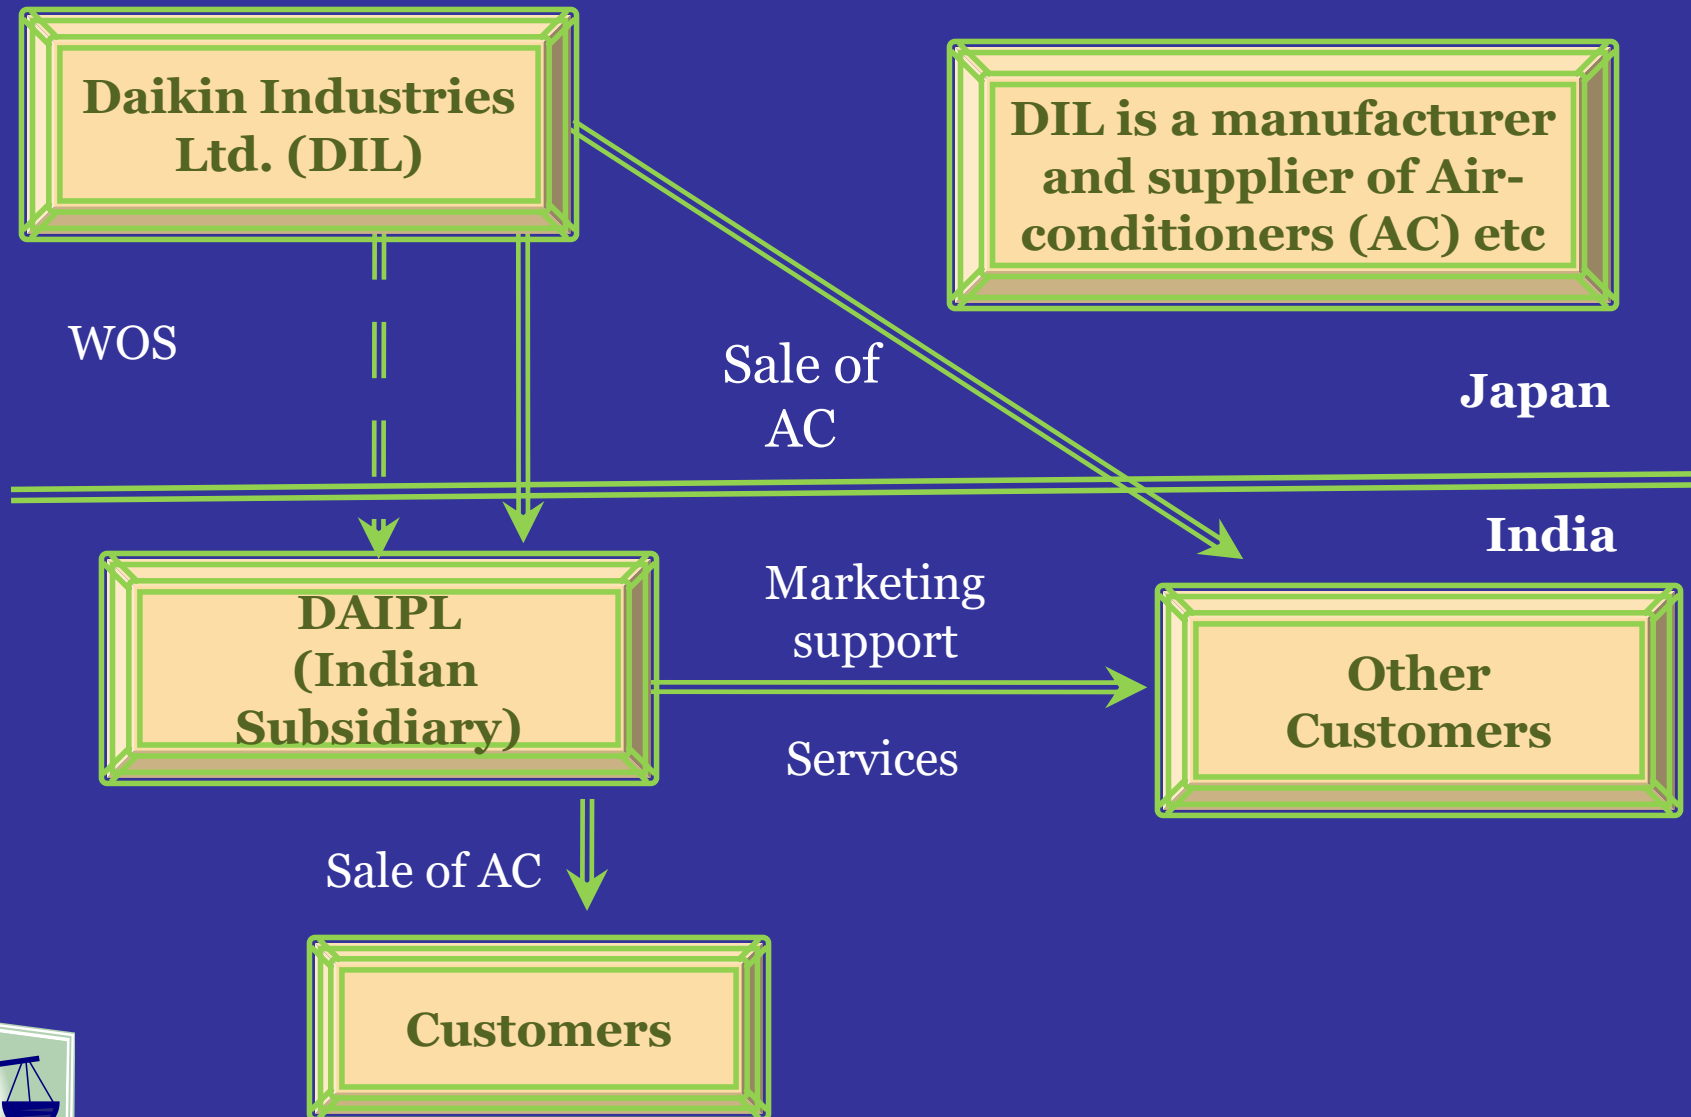 Daikin Industries
Ltd. (DIL)
DIL is a manufacturer
and supplier of Air-
conditioners (AC) etc
WOS
Sale of
AC
Japan
India
DAIPL
(Indian
Subsidiary)
Marketing
support
Services
Other
Customers
Sale of AC
Customers